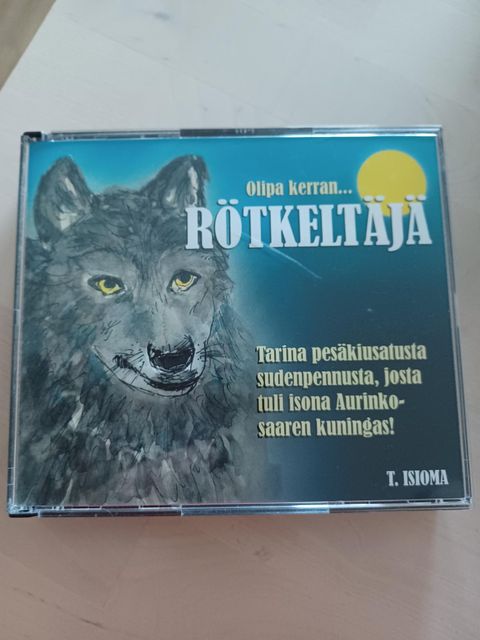 Olipa kerran...
RÖTKELTÄJÄ
Tarina pesäkiusatusta
sudenpennusta, josta
tuli isona Aurinko-
saaren kuningas!
T. ISIOMA